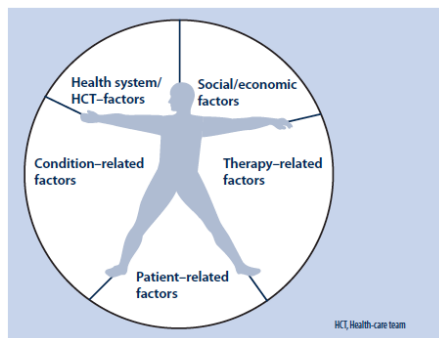 Health system/
HCT–factors
Social/economic
factors
Condition–related
factors
Therapy–related
factors
Patient–related
factors
HCT, Health-care team